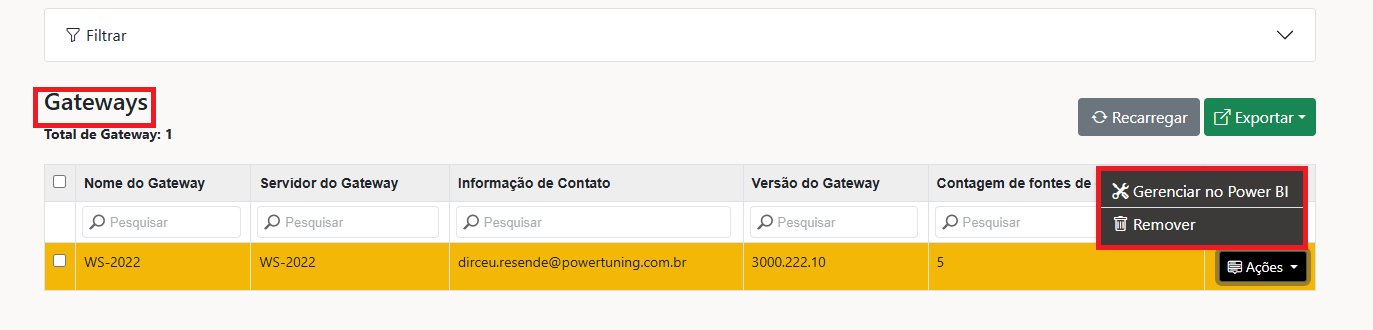 Filtrar
Gateways
Total de Gateway: 1
Recarregar
Exportar
Nome do Gateway
Servidor do Gateway
Informação de Contato
Versão do Gateway
Contagem de fontes de
Gerenciar no Power BI
Remover
Pesquisar
Pesquisar
Pesquisar
Pesquisar
Pesquisar
WS-2022
WS-2022
dirceu.resende@powertuning.com.br
3000.222.10
5
Ações